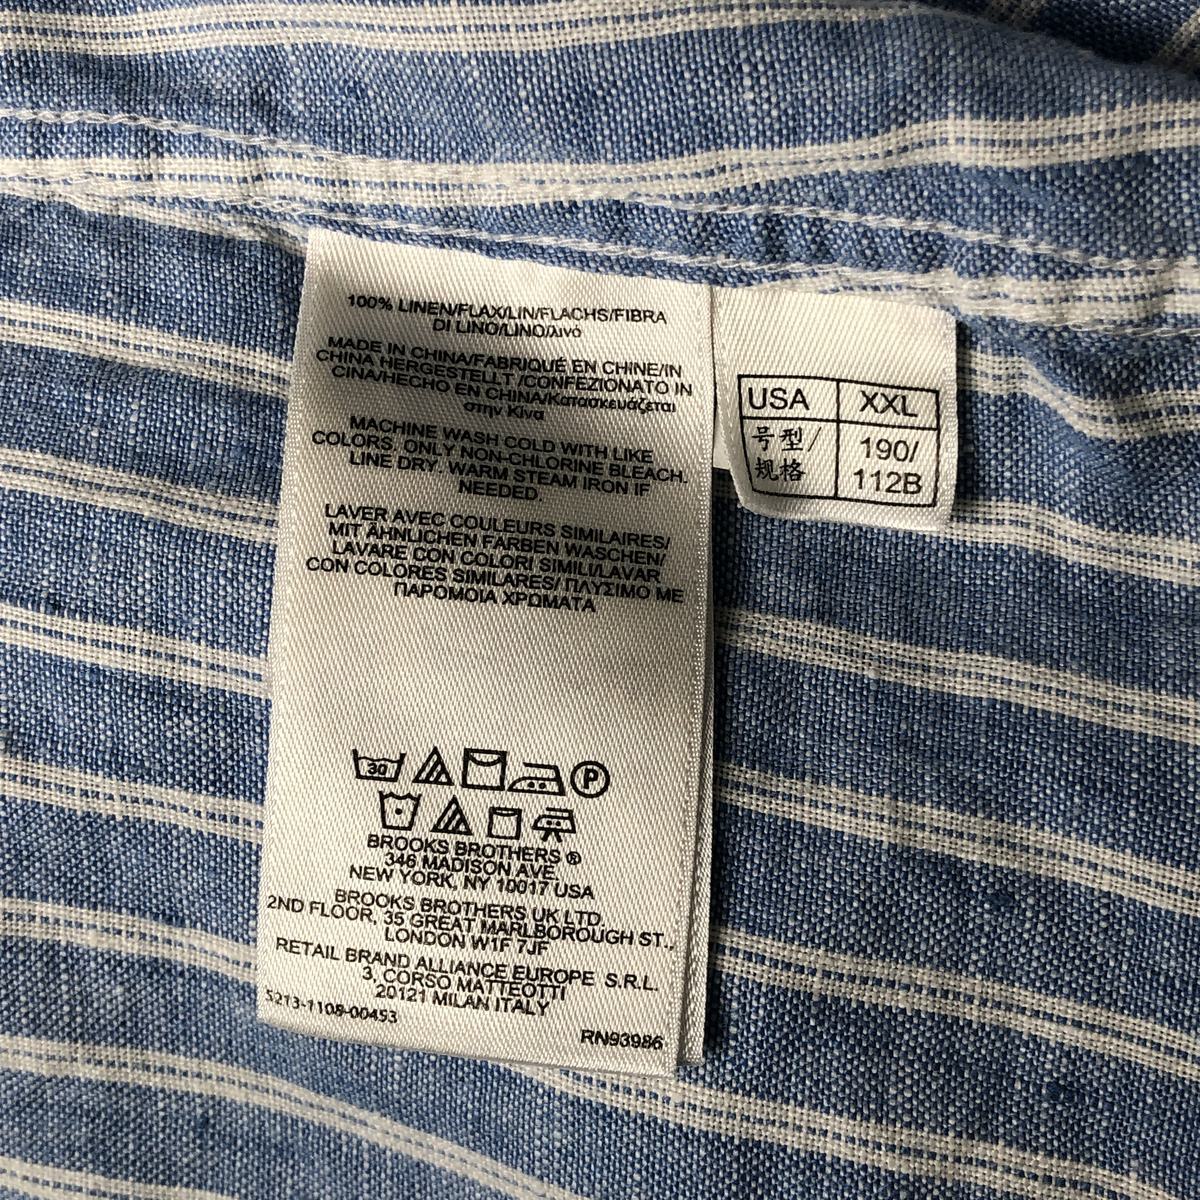 100% LINEN/FLAX/LIN/FLACHS/FIBRA
DI LINO/LINO/λινό
MADE IN CHINA/FABRIQUÉ EN CHINE/IN
CHINA HERGESTELLT /CONFEZIONATO IN
CINA/HECHO EN CHINA/Κατασκευάζεται
στην Κίνα
MACHINE WASH COLD WITH LIKE
COLORS. ONLY NON-CHLORINE BLEACH.
LINE DRY. WARM STEAM IRON IF
NEEDED
LAVER AVEC COULEURS SIMILAIRES/
MIT ÄHNLICHEN FARBEN WASCHEN/
LAVARE CON COLORI SIMILI/LAVAR
CON COLORES SIMILARES/ ΠΛΥΣΙΜΟ ΜΕ
ΠΑΡΟΜΟΙΑ ΧΡΩΜΑΤΑ
30 P
BROOKS BROTHERS ®
346 MADISON AVE.
NEW YORK, NY 10017 USA
BROOKS BROTHERS UK LTD.
2ND FLOOR, 35 GREAT MARLBOROUGH ST.,
LONDON W1F 7JF
RETAIL BRAND ALLIANCE EUROPE S.R.L.
3, CORSO MATTEOTTI
20121 MILAN ITALY
5213-1108-00453
RN93986
USA XXL
号型/ 190/
规格 112B